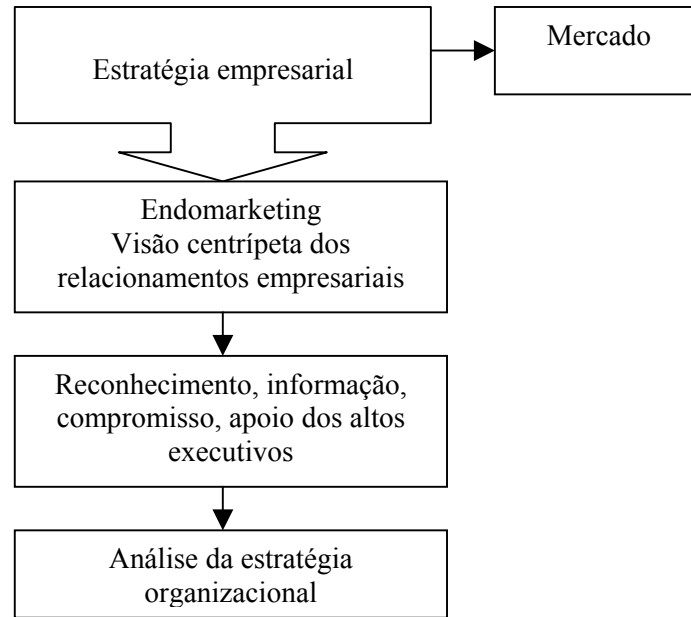 Estratégia empresarial
Mercado
Endomarketing
Visão centrípeta dos
relacionamentos empresariais
Reconhecimento, informação,
compromisso, apoio dos altos
executivos
Análise da estratégia
organizacional